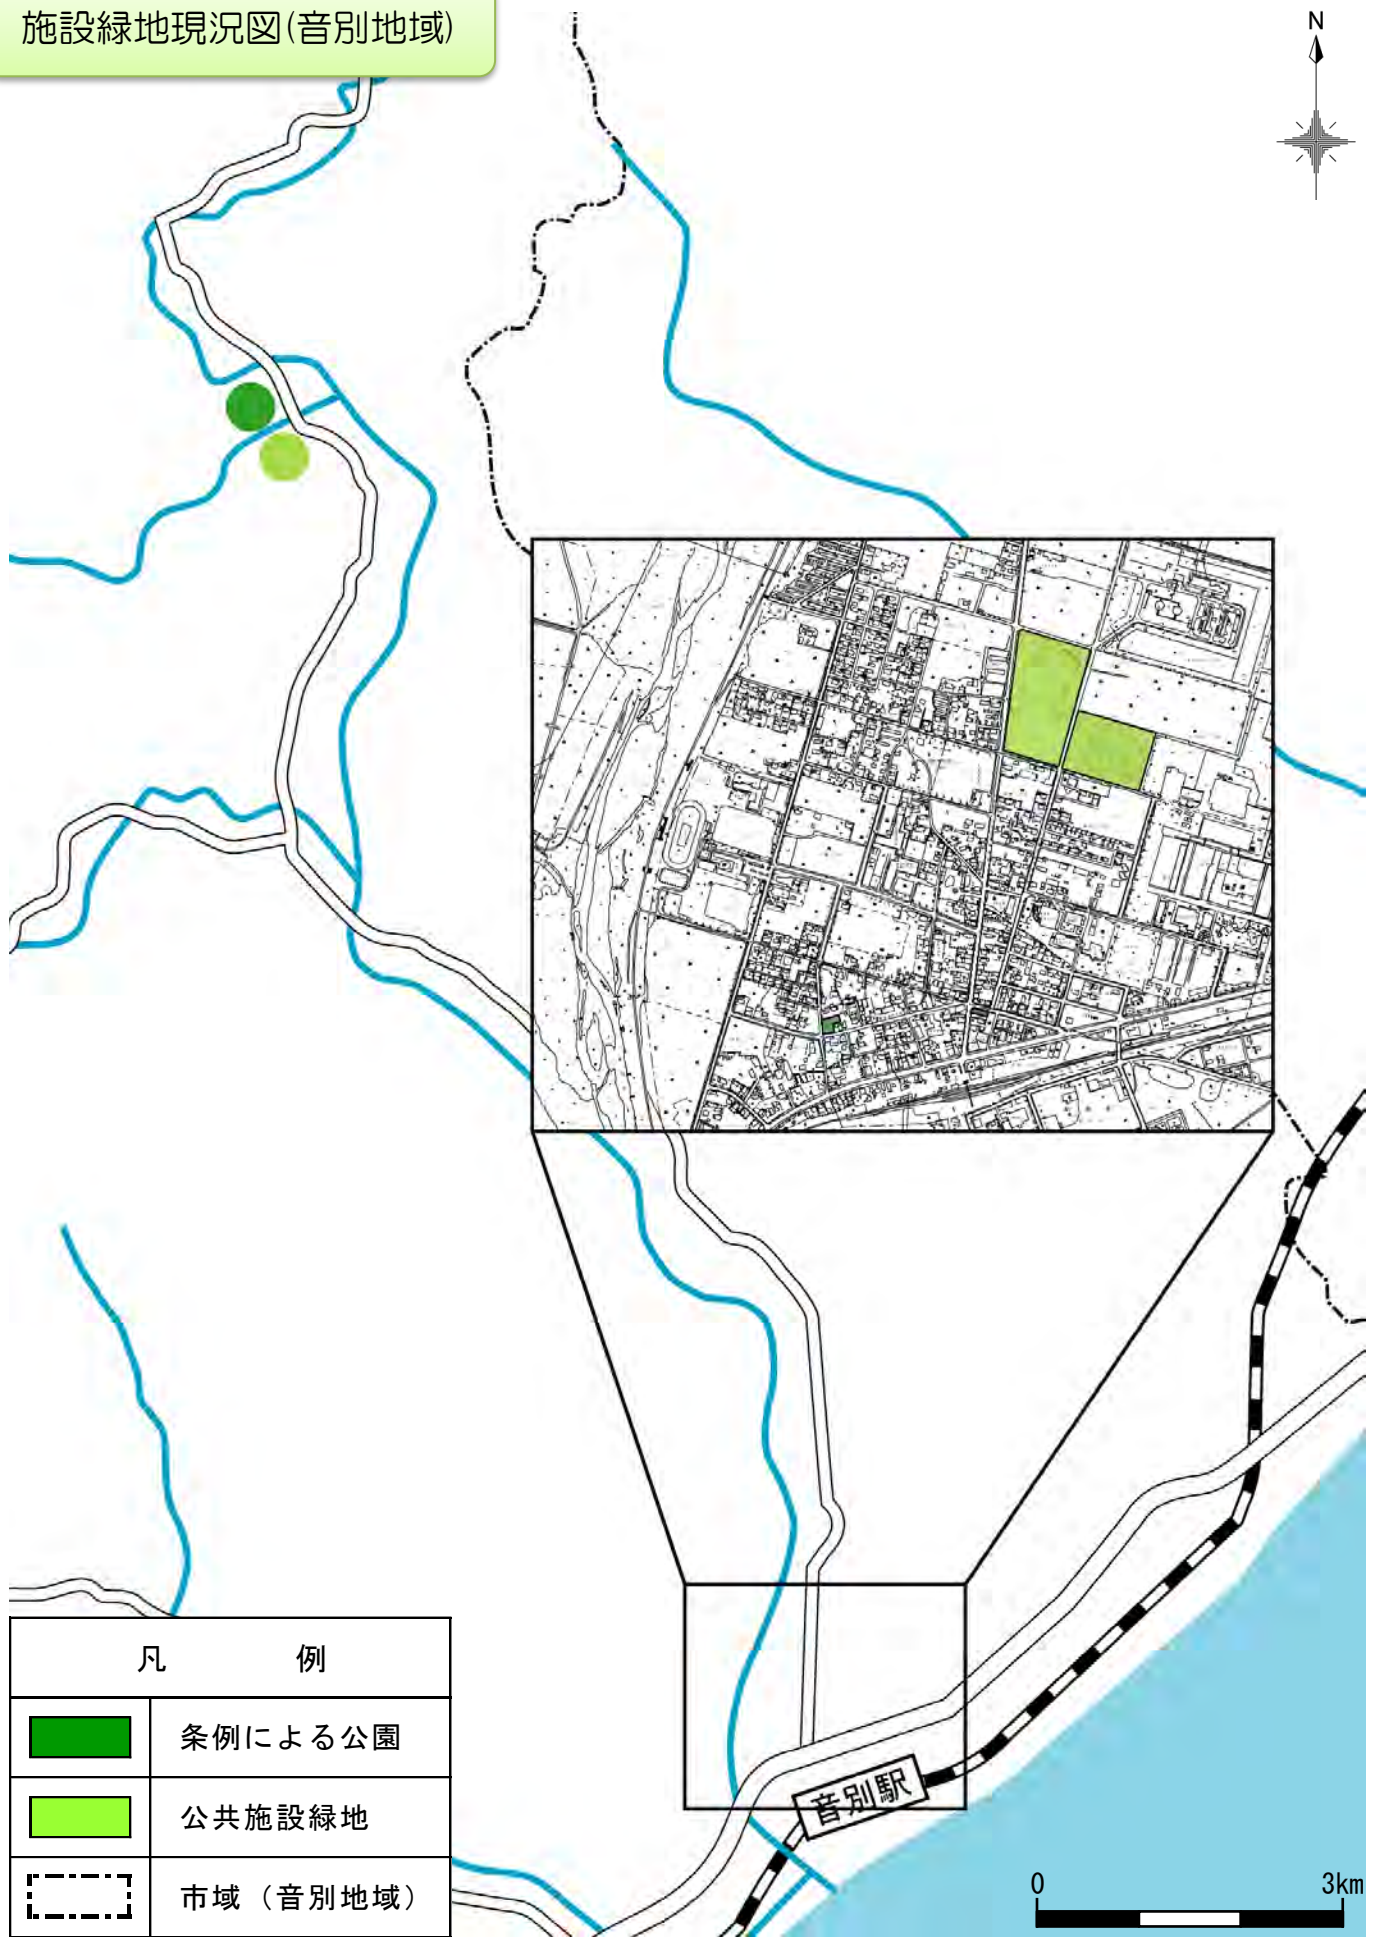 施設緑地現況図(音別地域)
N
音別駅
凡例
条例による公園
公共施設緑地
市域（音別地域）
0 3km